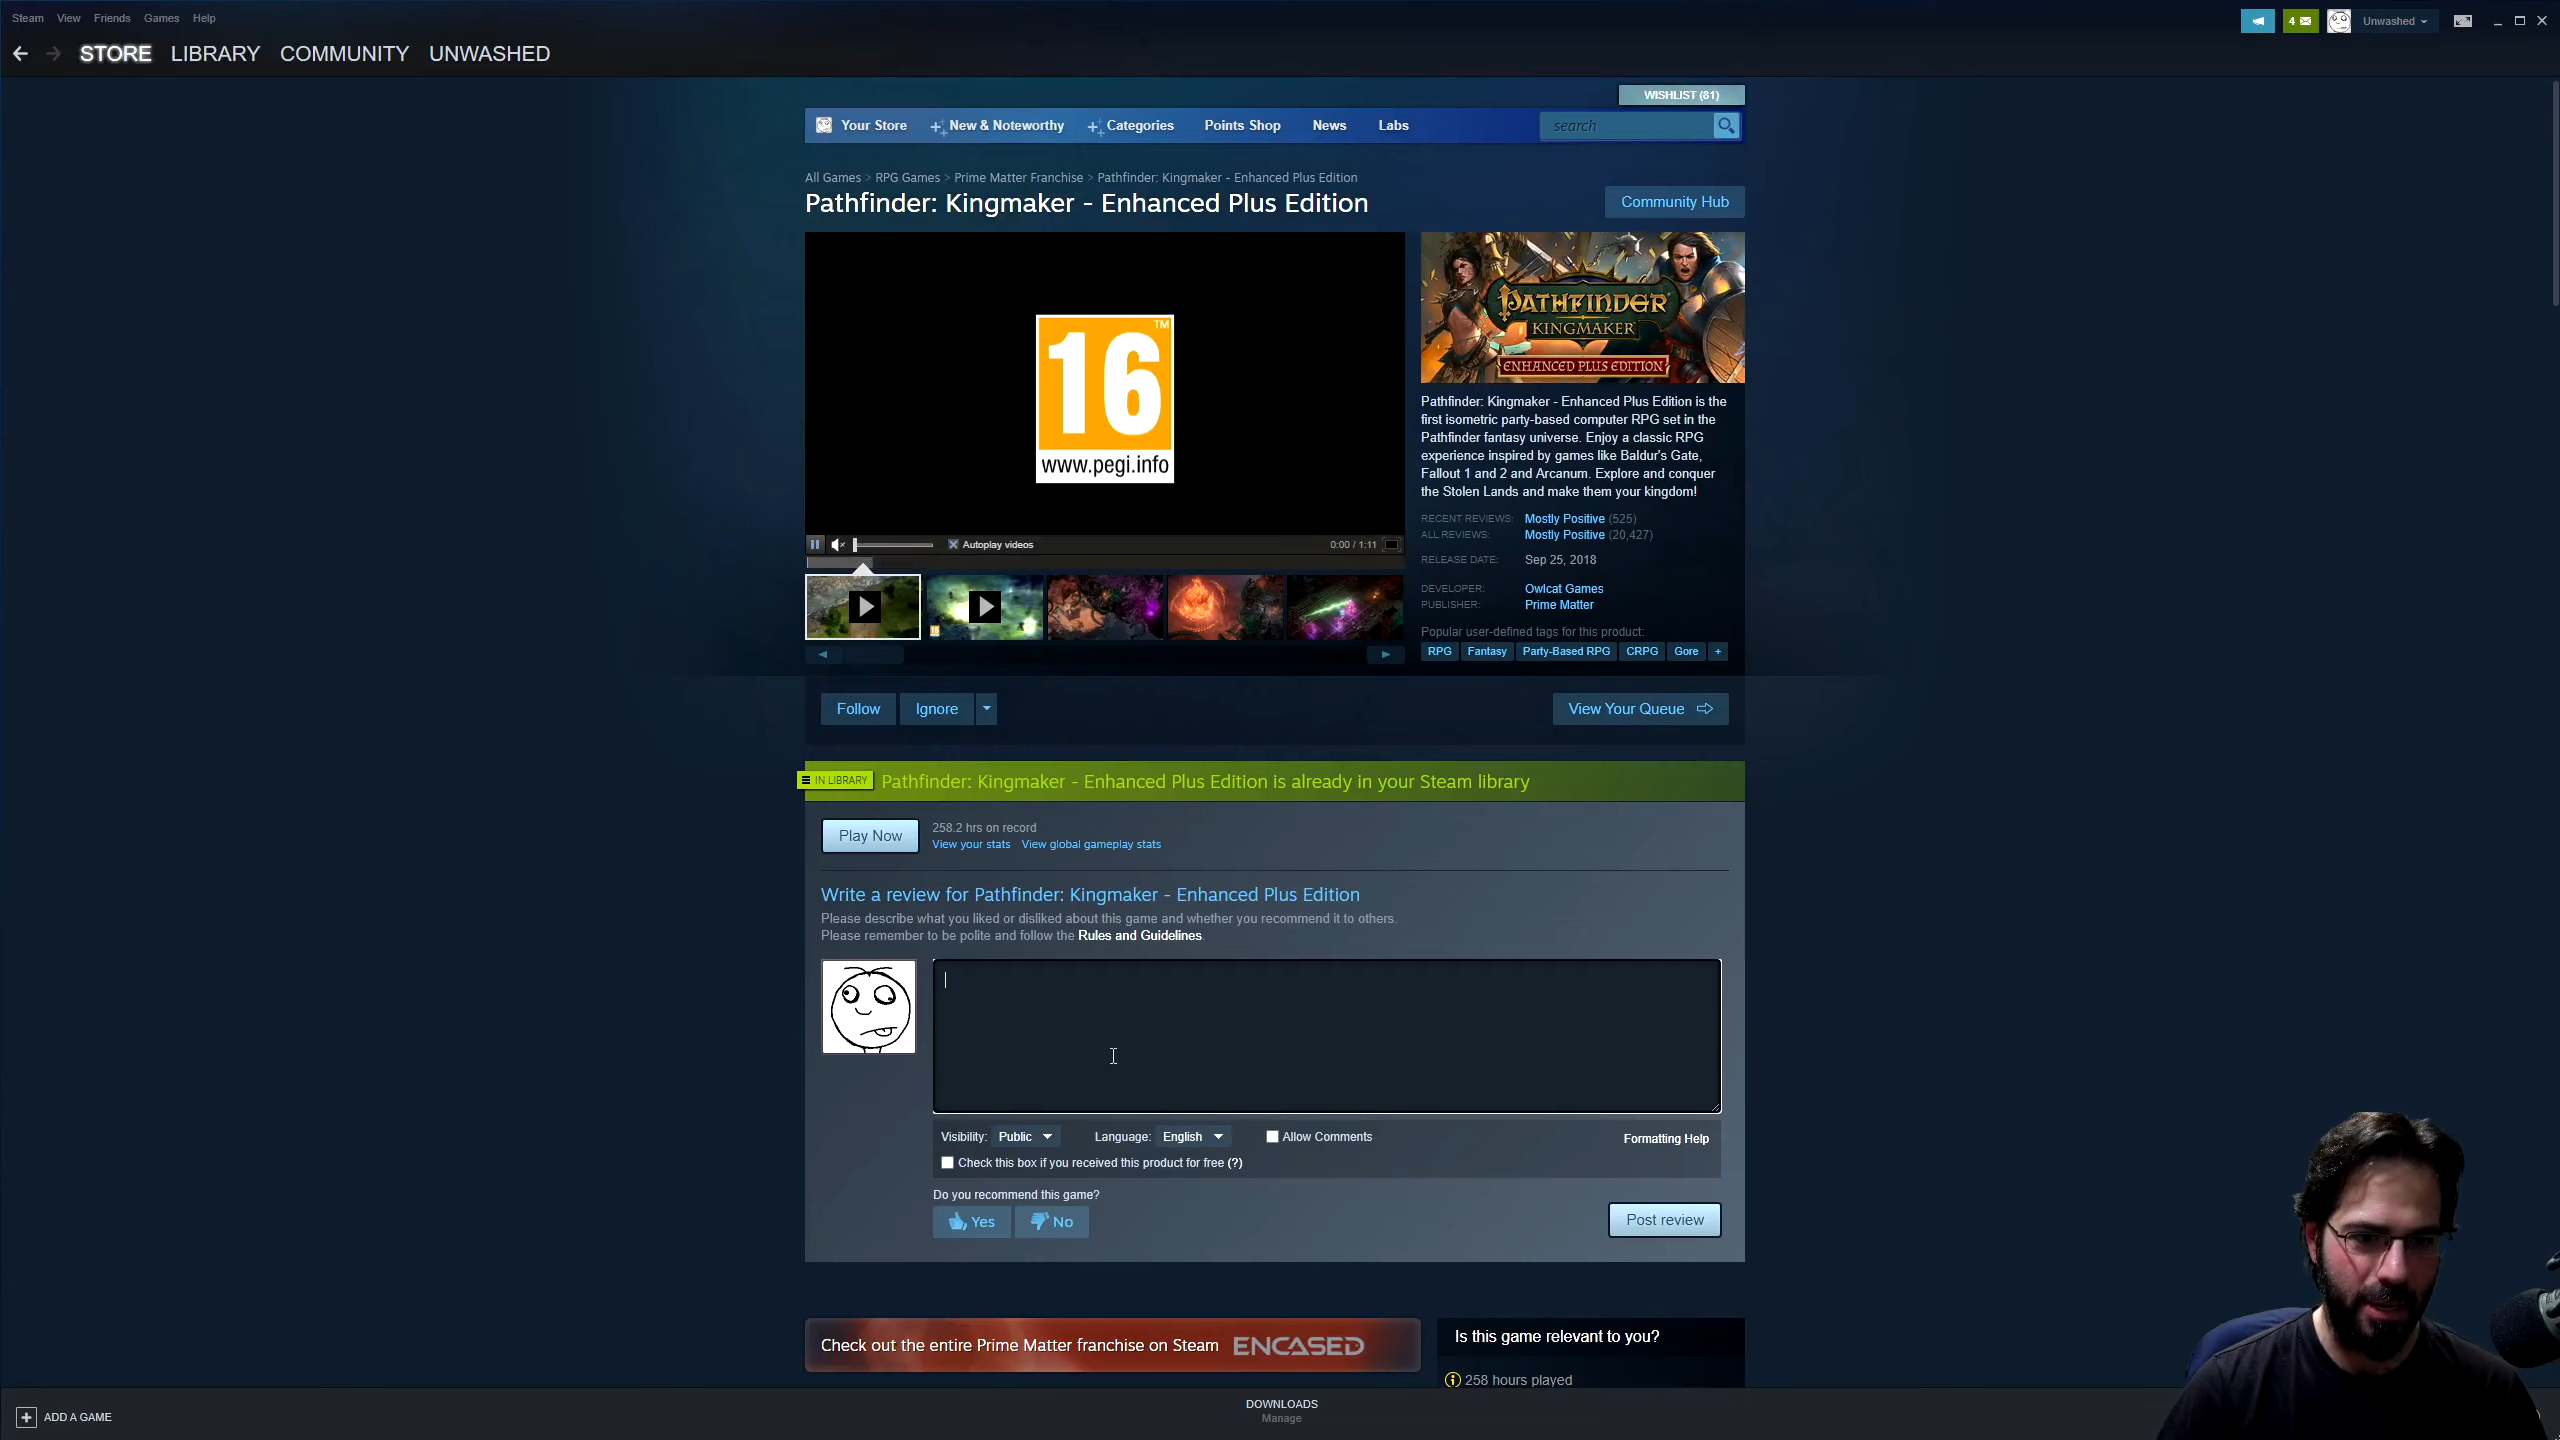 Steam View Friends Games Help
4 Unwashed
STORE LIBRARY COMMUNITY UNWASHED
WISHLIST (81)
Your Store New & Noteworthy Categories Points Shop News Labs search
All Games > RPG Games > Prime Matter Franchise > Pathfinder: Kingmaker - Enhanced Plus Edition
Pathfinder: Kingmaker - Enhanced Plus Edition
Community Hub
16 TM
www.pegi.info
PATHFINDER
KINGMAKER
ENHANCED PLUS EDITION
Pathfinder: Kingmaker - Enhanced Plus Edition is the
first isometric party-based computer RPG set in the
Pathfinder fantasy universe. Enjoy a classic RPG
experience inspired by games like Baldur's Gate,
Fallout 1 and 2 and Arcanum. Explore and conquer
the Stolen Lands and make them your kingdom!
RECENT REVIEWS: Mostly Positive (525)
ALL REVIEWS: Mostly Positive (20,427)
RELEASE DATE: Sep 25, 2018
DEVELOPER: Owlcat Games
PUBLISHER: Prime Matter
Popular user-defined tags for this product:
RPG Fantasy Party-Based RPG CRPG Gore +
Autoplay videos 0:00 / 1:11
Follow Ignore View Your Queue
IN LIBRARY Pathfinder: Kingmaker - Enhanced Plus Edition is already in your Steam library
Play Now
258.2 hrs on record
View your stats View global gameplay stats
Write a review for Pathfinder: Kingmaker - Enhanced Plus Edition
Please describe what you liked or disliked about this game and whether you recommend it to others.
Please remember to be polite and follow the Rules and Guidelines.
Visibility: Public Language: English Allow Comments Formatting Help
Check this box if you received this product for free (?)
Do you recommend this game?
Yes No Post review
Check out the entire Prime Matter franchise on Steam ENCASED
Is this game relevant to you?
258 hours played
ADD A GAME
DOWNLOADS
Manage